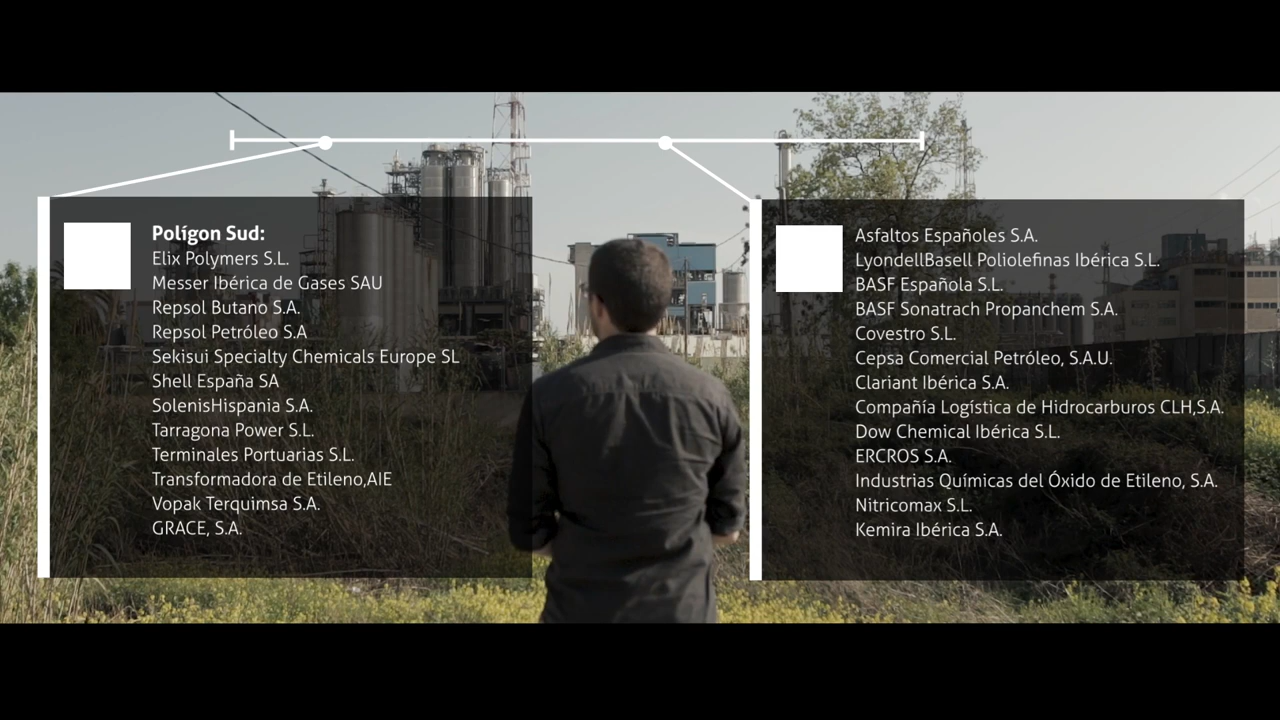 Polígon Sud:
Elix Polymers S.L.
Messer Ibérica de Gases SAU
Repsol Butano S.A.
Repsol Petróleo S.A
Sekisui Specialty Chemicals Europe SL
Shell España SA
SolenisHispania S.A.
Tarragona Power S.L.
Terminales Portuarias S.L.
Transformadora de Etileno,AIE
Vopak Terquimsa S.A.
GRACE, S.A.
Asfaltos Españoles S.A.
LyondellBasell Poliolefinas Ibérica S.L.
BASF Española S.L.
BASF Sonatrach Propanchem S.A.
Covestro S.L.
Cepsa Comercial Petróleo, S.A.U.
Clariant Ibérica S.A.
Compañía Logística de Hidrocarburos CLH,S.A.
Dow Chemical Ibérica S.L.
ERCROS S.A.
Industrias Químicas del Óxido de Etileno, S.A.
Nitricomax S.L.
Kemira Ibérica S.A.